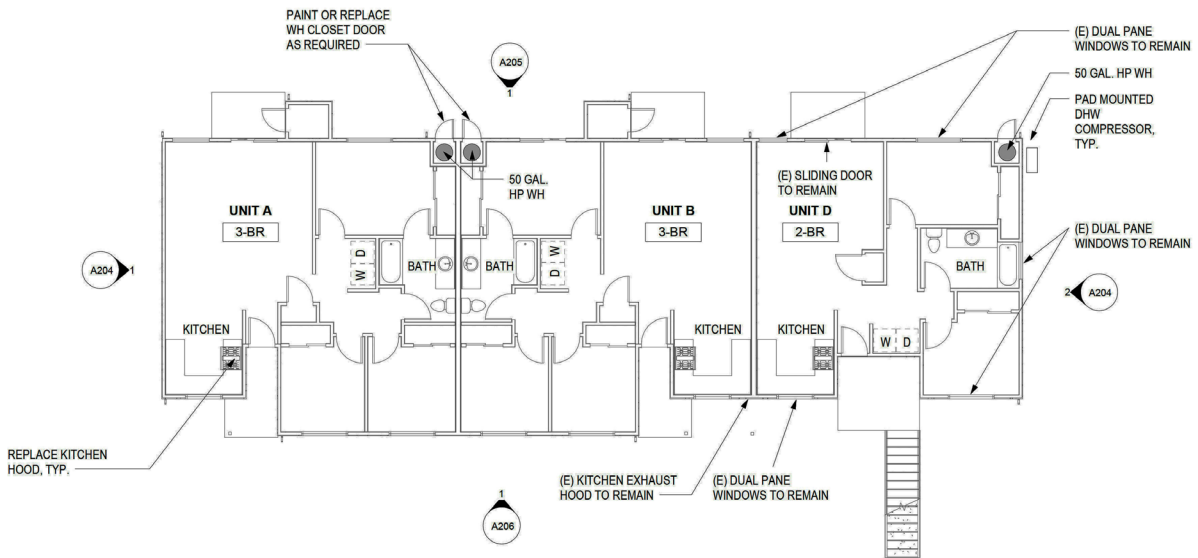 PAINT OR REPLACE
WH CLOSET DOOR
AS REQUIRED
A205
1
(E) DUAL PANE
WINDOWS TO REMAIN
50 GAL. HP WH
PAD MOUNTED
DHW
COMPRESSOR,
TYP.
50 GAL.
HP WH
(E) SLIDING DOOR
TO REMAIN
UNIT A
3-BR
UNIT B
3-BR
UNIT D
2-BR
(E) DUAL PANE
WINDOWS TO REMAIN
A204
1
W D
BATH
BATH
D W
BATH
2
A204
KITCHEN
KITCHEN
KITCHEN
W D
REPLACE KITCHEN
HOOD, TYP.
(E) KITCHEN EXHAUST
HOOD TO REMAIN
(E) DUAL PANE
WINDOWS TO REMAIN
1
A206